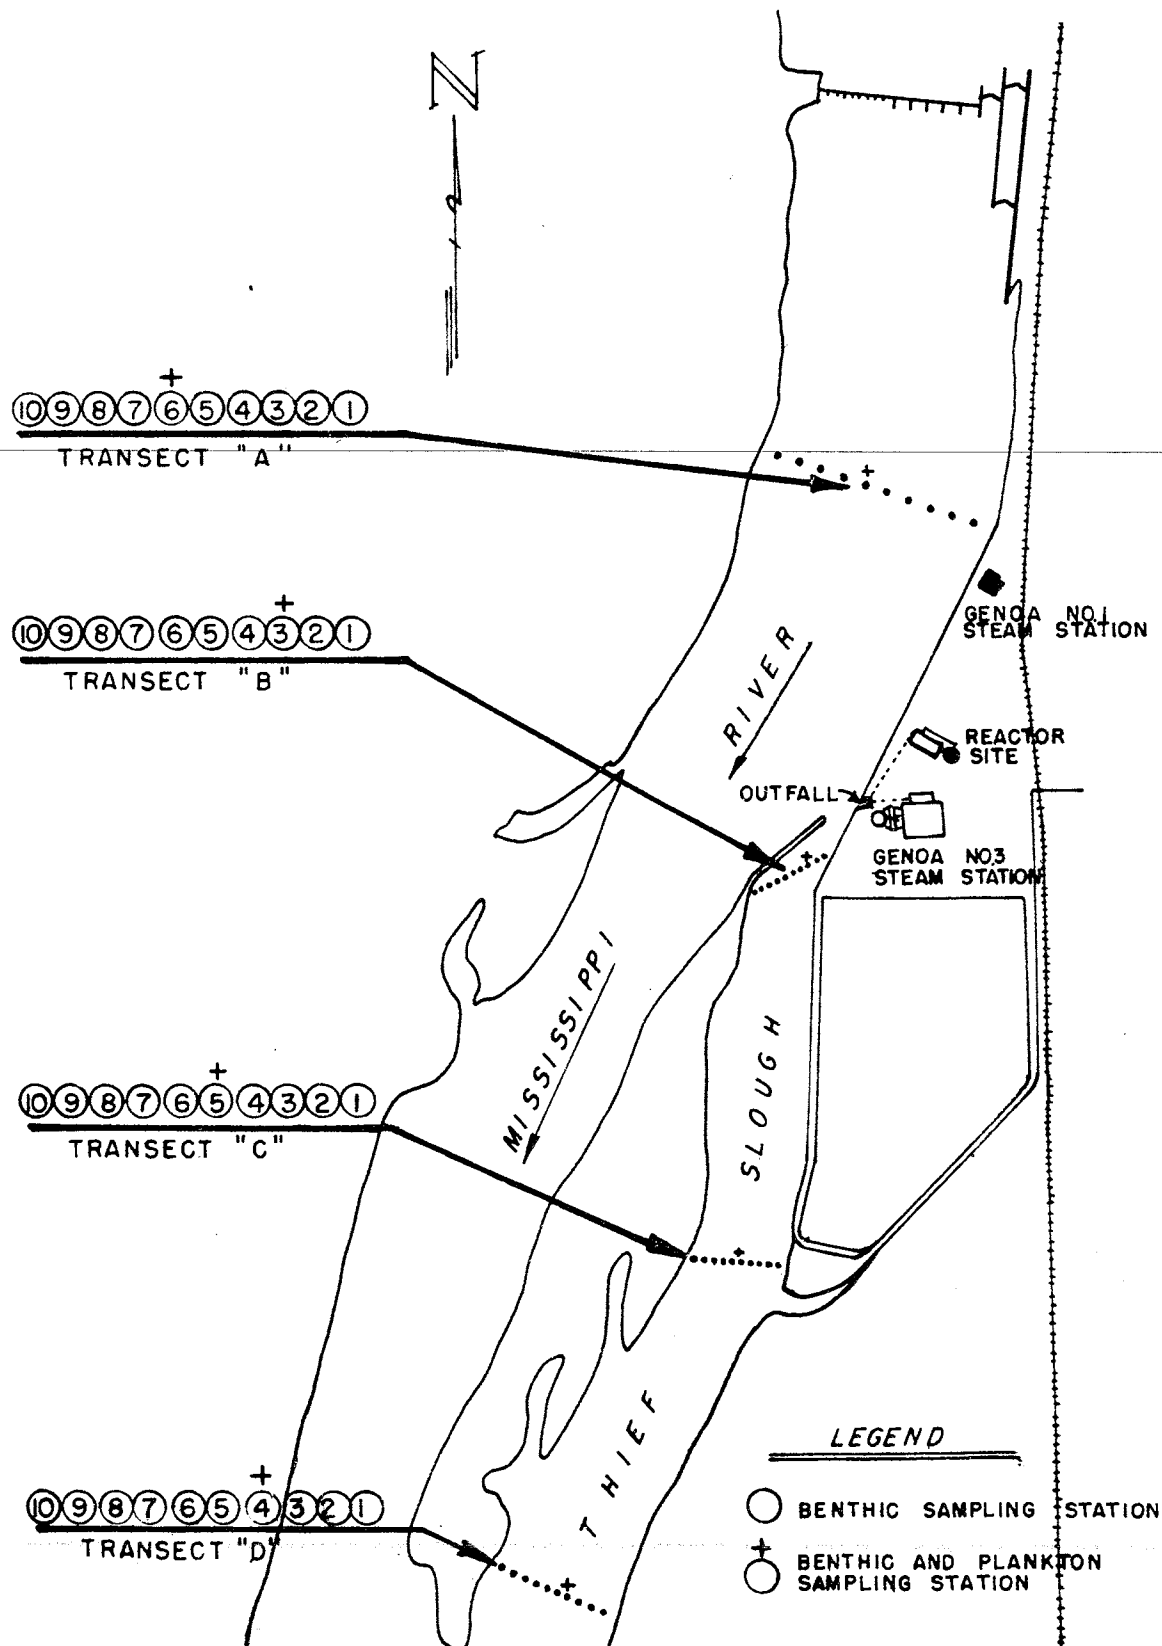 N
+
10 9 8 7 6 5 4 3 2 1
TRANSECT "A"
+
+
10 9 8 7 6 5 4 3 2 1
TRANSECT "B"
GENOA NO.1
STEAM STATION
RIVER
REACTOR
SITE
OUTFALL
+
GENOA NO.3
STEAM STATION
MISSISSIPPI
SLOUGH
+
10 9 8 7 6 5 4 3 2 1
TRANSECT "C"
+
THIEF
LEGEND
+
10 9 8 7 6 5 4 3 2 1
TRANSECT "D"
+
BENTHIC SAMPLING STATION
+
BENTHIC AND PLANKTON
SAMPLING STATION